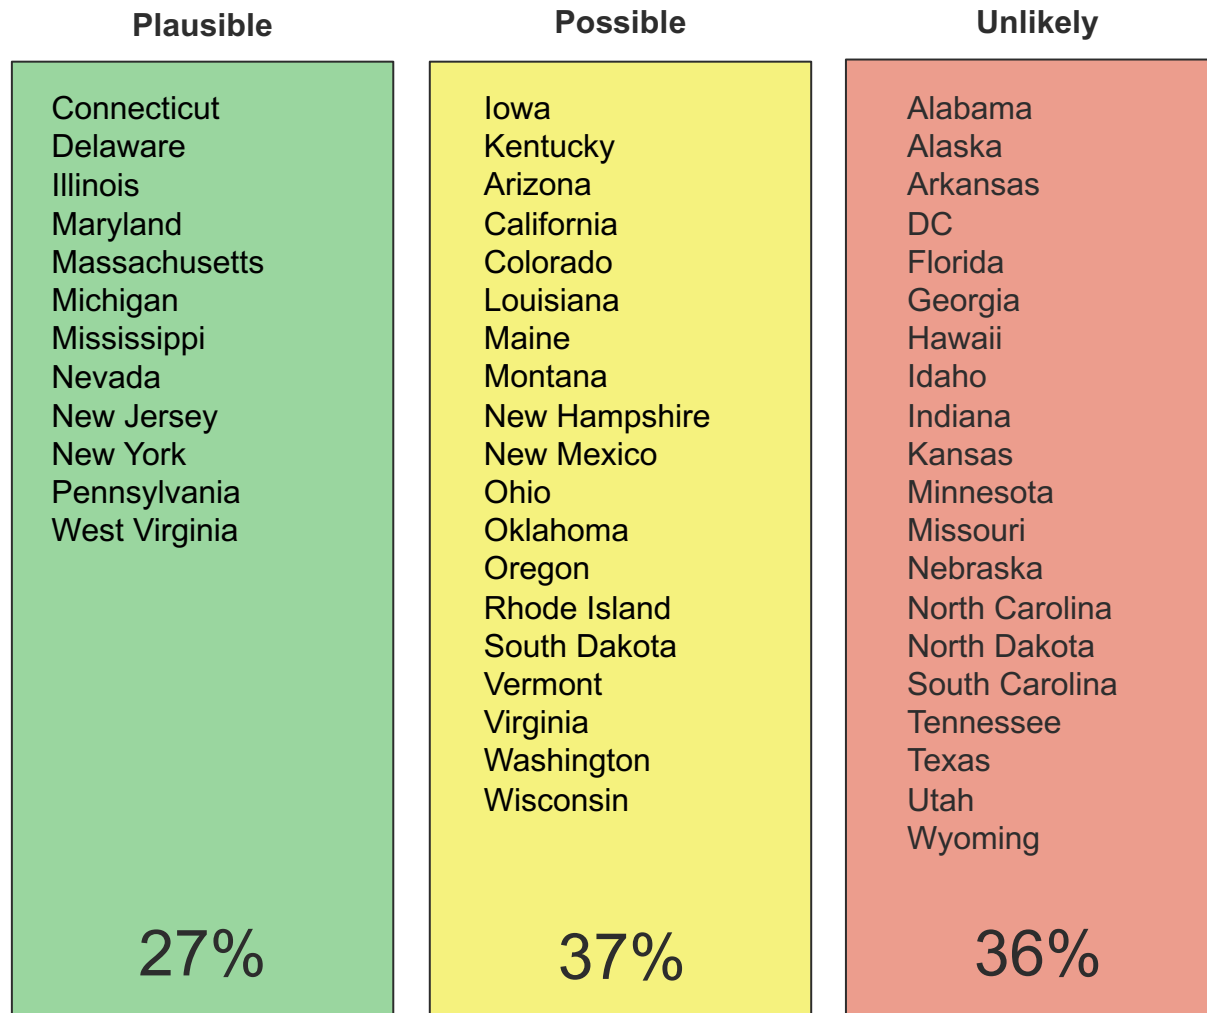 Plausible
Connecticut
Delaware
Illinois
Maryland
Massachusetts
Michigan
Mississippi
Nevada
New Jersey
New York
Pennsylvania
West Virginia
27%
Possible
Iowa
Kentucky
Arizona
California
Colorado
Louisiana
Maine
Montana
New Hampshire
New Mexico
Ohio
Oklahoma
Oregon
Rhode Island
South Dakota
Vermont
Virginia
Washington
Wisconsin
37%
Unlikely
Alabama
Alaska
Arkansas
DC
Florida
Georgia
Hawaii
Idaho
Indiana
Kansas
Minnesota
Missouri
Nebraska
North Carolina
North Dakota
South Carolina
Tennessee
Texas
Utah
Wyoming
36%